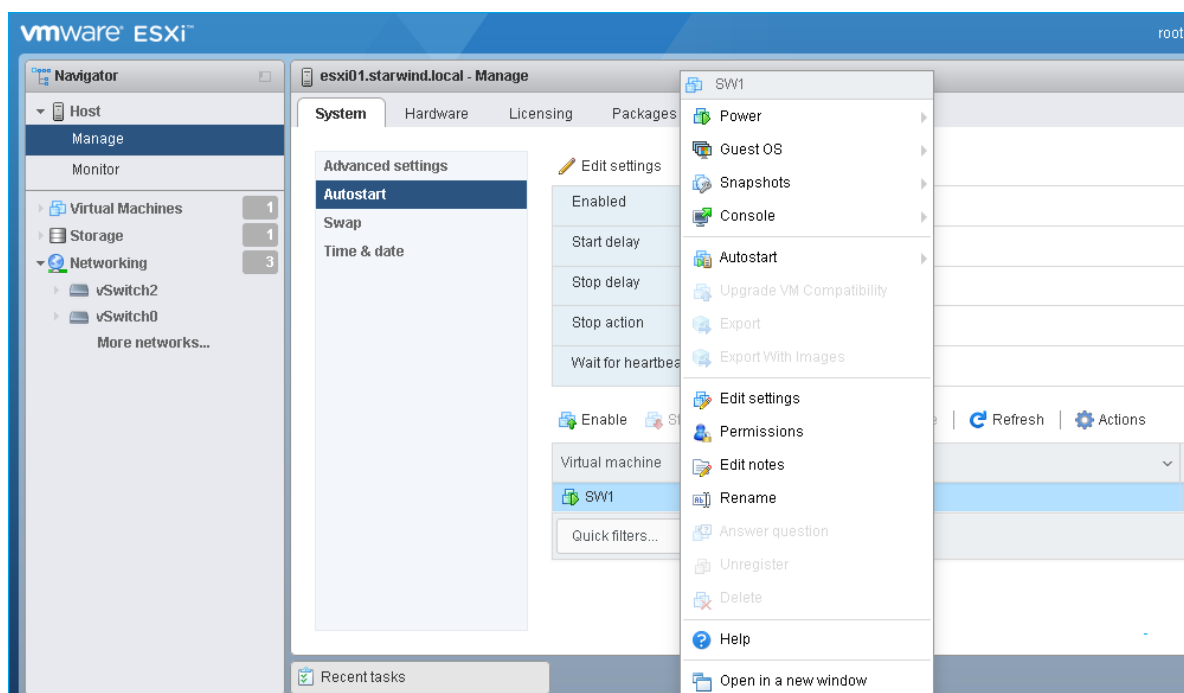 vmware ESXi™
root
Navigator
Host
Manage
Monitor
Virtual Machines 1
Storage 1
Networking 3
vSwitch2
vSwitch0
More networks...
esxi01.starwind.local - Manage
System Hardware Licensing Packages
Advanced settings
Autostart
Swap
Time & date
Edit settings
Enabled
Start delay
Stop delay
Stop action
Wait for heartbea
Enable Refresh Actions
Virtual machine
SW1
Quick filters...
SW1
Power
Guest OS
Snapshots
Console
Autostart
Upgrade VM Compatibility
Export
Export With Images
Edit settings
Permissions
Edit notes
Rename
Answer question
Unregister
Delete
Help
Open in a new window
Recent tasks